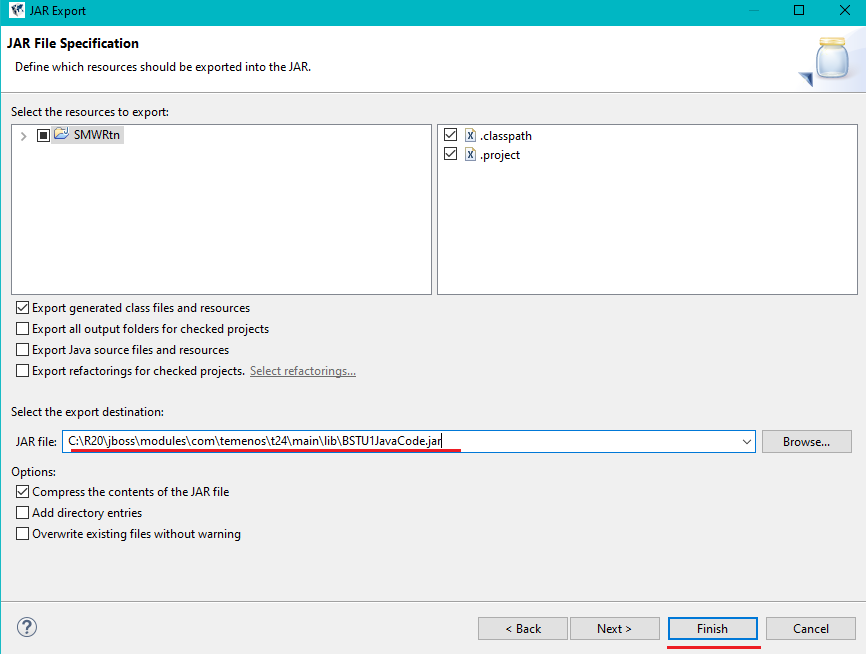 JAR Export
JAR File Specification
Define which resources should be exported into the JAR.
Select the resources to export:
SMWRtn
.classpath
.project
Export generated class files and resources
Export all output folders for checked projects
Export Java source files and resources
Export refactorings for checked projects. Select refactorings...
Select the export destination:
JAR file: C:\R20\jboss\modules\com\temenos\t24\main\lib\BSTU1JavaCode.jar Browse...
Options:
Compress the contents of the JAR file
Add directory entries
Overwrite existing files without warning
? < Back Next > Finish Cancel